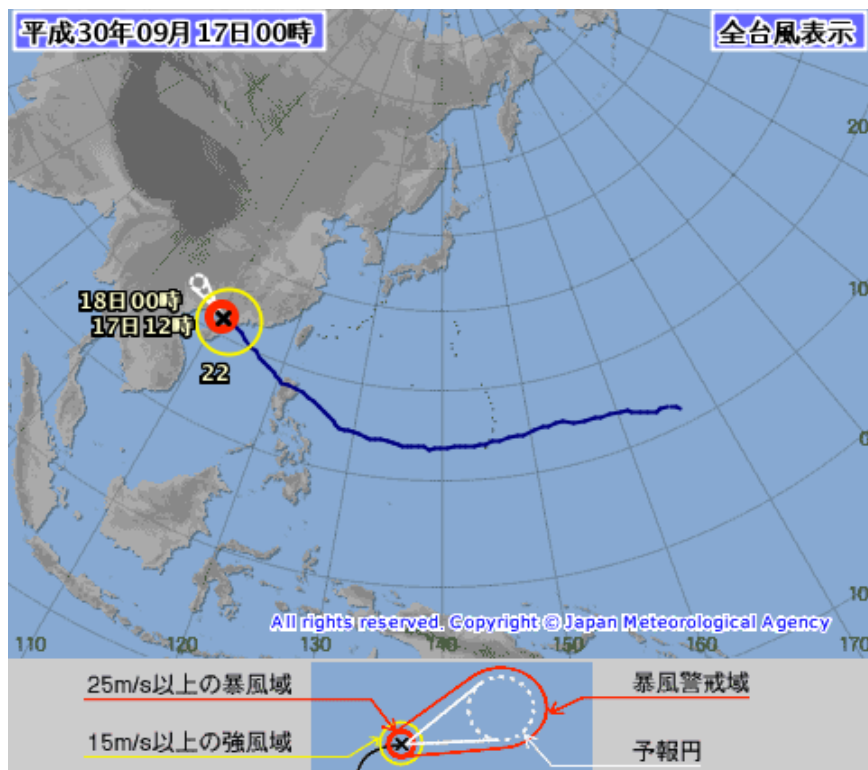 平成30年09月17日00時
全台風表示
20
18日00時
17日12時
10
22
0
10
All rights reserved. Copyright © Japan Meteorological Agency
110
120
130
140
150
160
170
25m/s以上の暴風域
暴風警戒域
15m/s以上の強風域
予報円